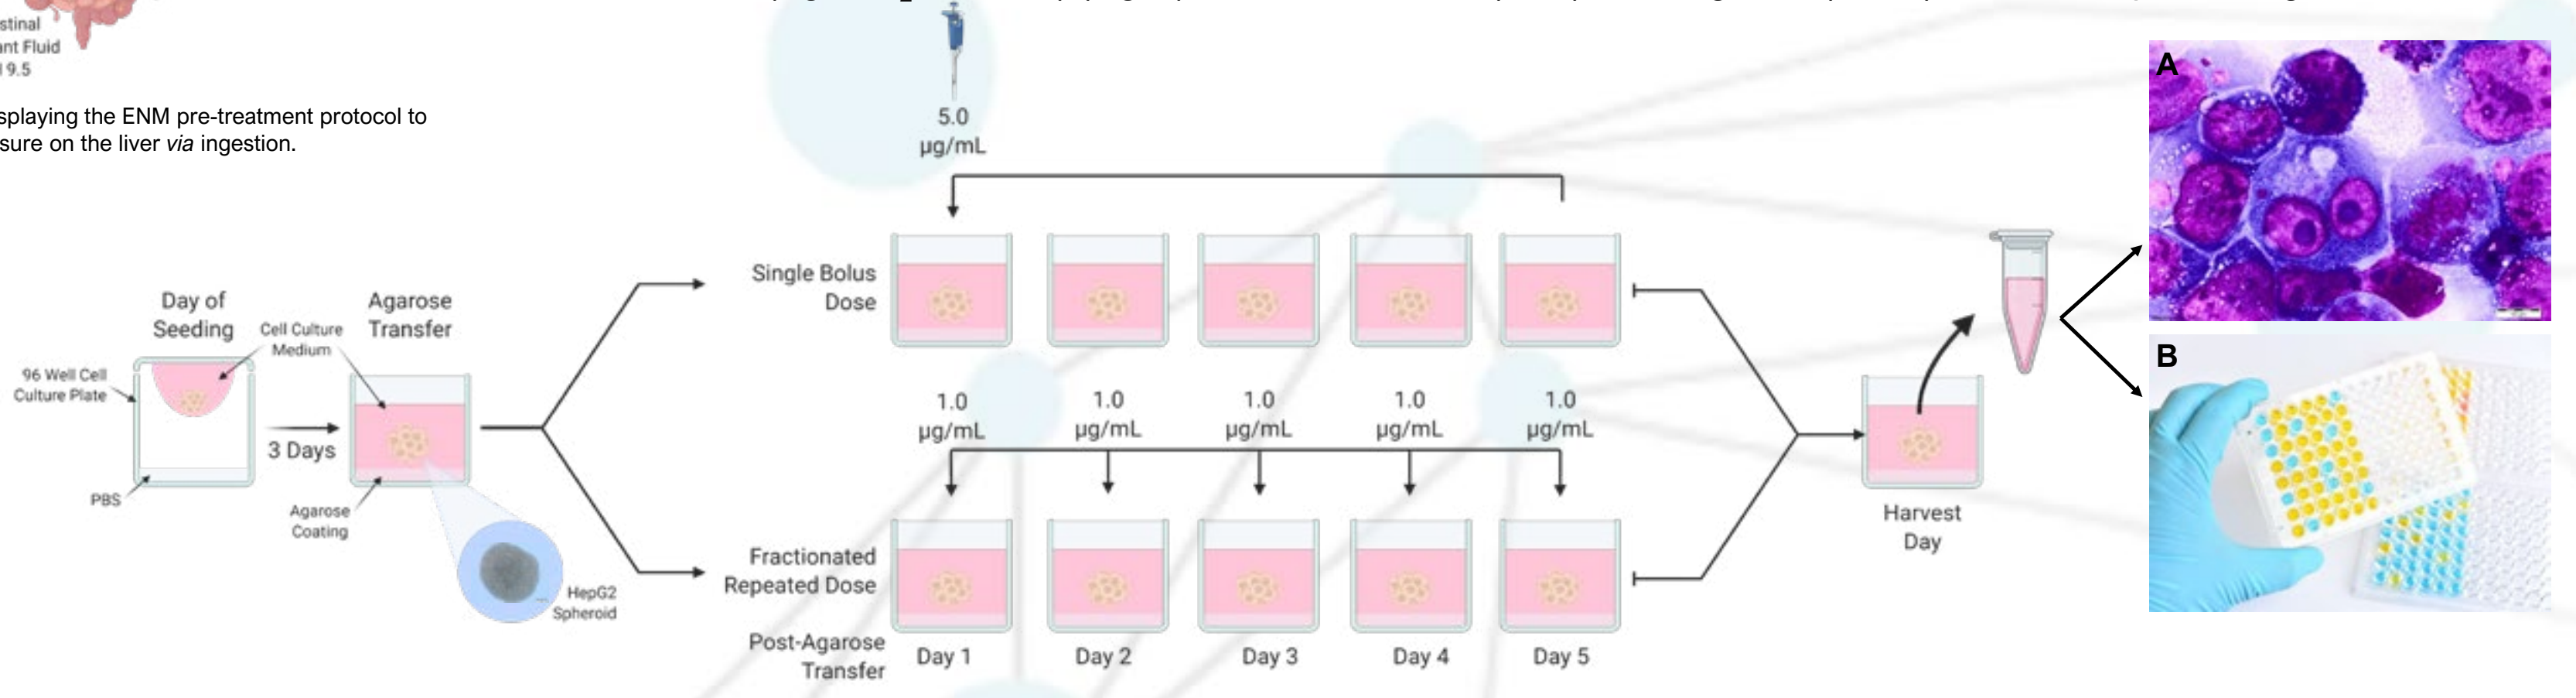 stinal
nt Fluid
9.5
splaying the ENM pre-treatment protocol to
sure on the liver via ingestion.
5.0
µg/mL
A
Single Bolus
Dose
Day of
Seeding
Agarose
Transfer
Cell Culture
Medium
96 Well Cell
Culture Plate
3 Days
PBS
Agarose
Coating
HepG2
Spheroid
1.0
µg/mL
1.0
µg/mL
1.0
µg/mL
1.0
µg/mL
1.0
µg/mL
Fractionated
Repeated Dose
Post-Agarose
Transfer
Day 1
Day 2
Day 3
Day 4
Day 5
Harvest
Day
B